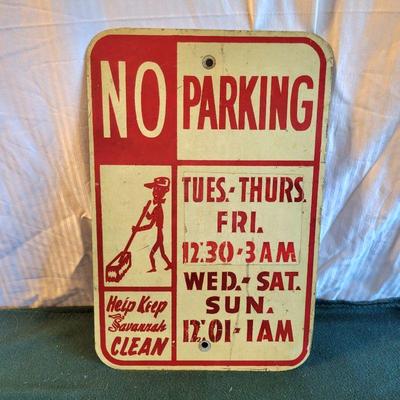 NO PARKING
TUES.-THURS.
FRI.
12:30-3AM
WED.-SAT.
SUN.
12:01-1AM
Help Keep
Savannah
CLEAN